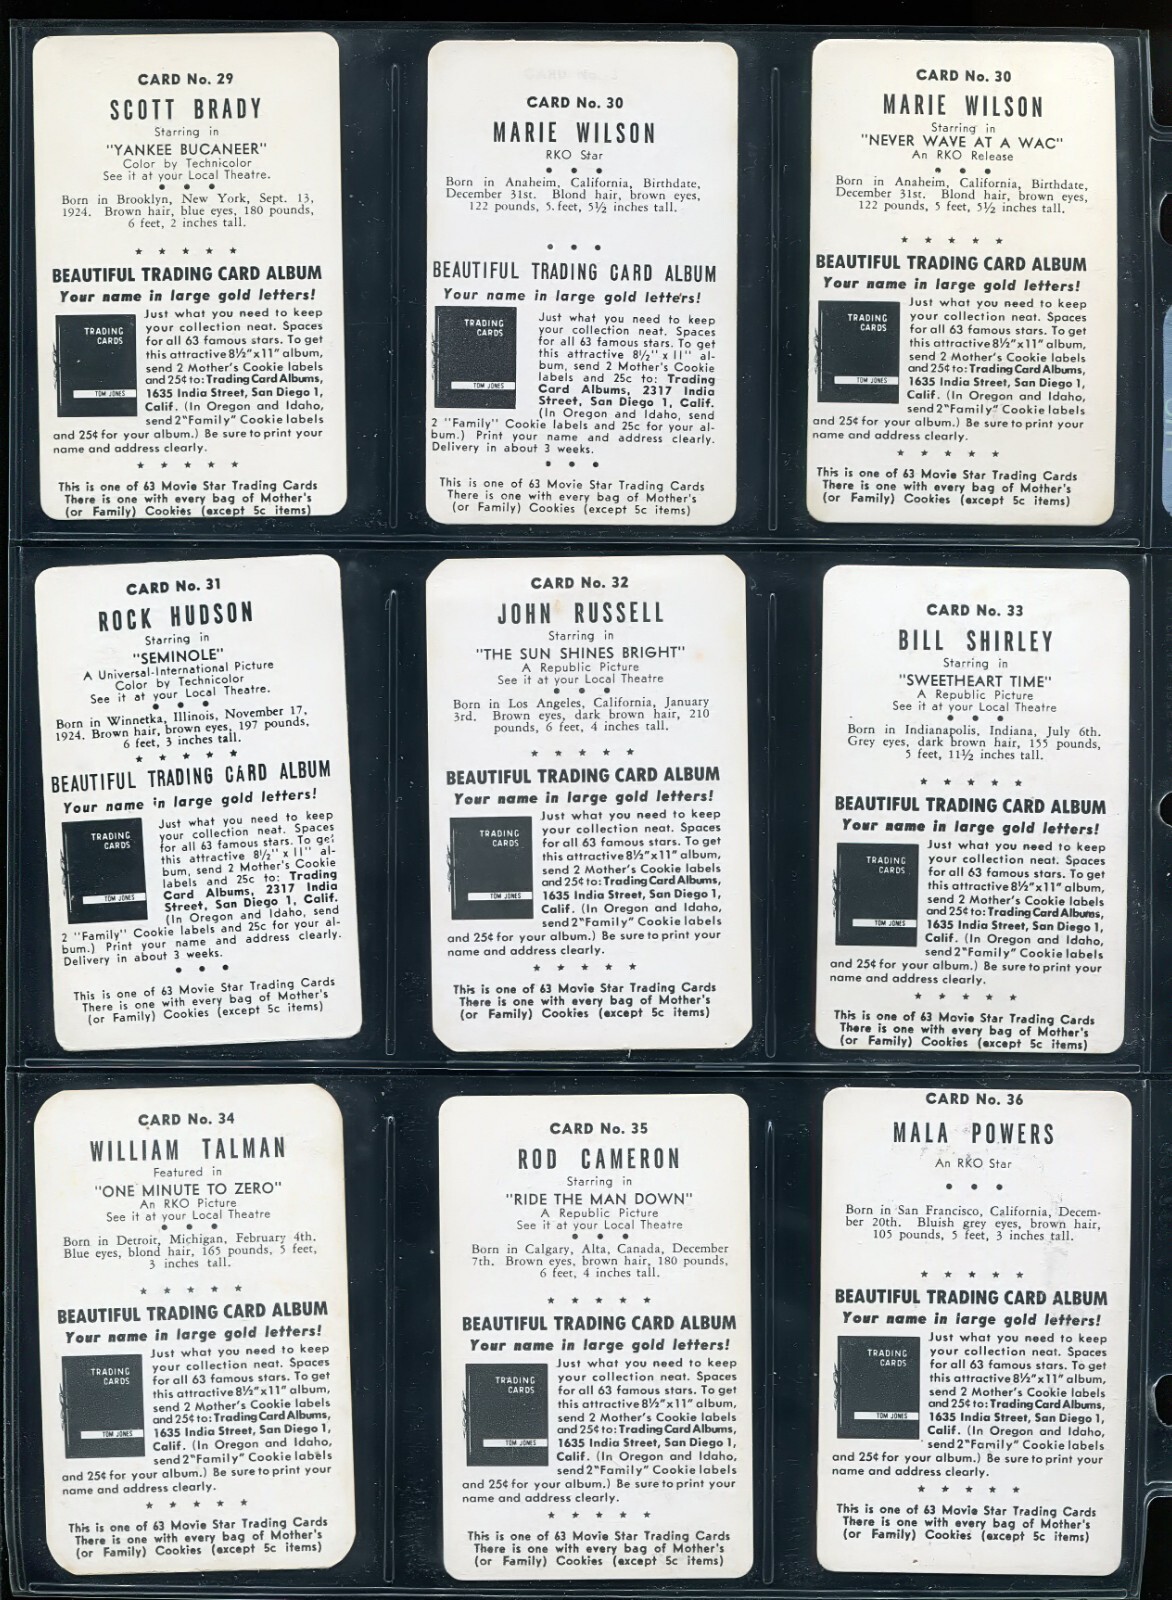 CARD No. 29
SCOTT BRADY
Starring in
"YANKEE BUCANEER"
Color by Technicolor
See it at your Local Theatre.
Born in Brooklyn, New York, Sept. 13,
1924. Brown hair, blue eyes, 180 pounds,
6 feet, 2 inches tall.
BEAUTIFUL TRADING CARD ALBUM
Your name in large gold letters!
TRADING
CARDS
TOM JONES
Just what you need to keep
your collection neat. Spaces
for all 63 famous stars. To get
this attractive 8½"x11" album,
send 2 Mother's Cookie labels
and 25¢ to: Trading Card Albums,
1635 India Street, San Diego 1,
Calif. (In Oregon and Idaho,
send 2 "Family" Cookie labels
and 25¢ for your album.) Be sure to print your
name and address clearly.
This is one of 63 Movie Star Trading Cards
There is one with every bag of Mother's
(or Family) Cookies (except 5c items)
CARD No. 30
MARIE WILSON
RKO Star
Born in Anaheim, California, Birthdate,
December 31st. Blond hair, brown eyes,
122 pounds, 5 feet, 5½ inches tall.
BEAUTIFUL TRADING CARD ALBUM
Your name in large gold letters!
TRADING
CARDS
TOM JONES
Just what you need to keep
your collection neat. Spaces
for all 63 famous stars. To get
this attractive 8½" x 11" al-
bum, send 2 Mother's Cookie
labels and 25c to: Trading
Card Albums, 2317 India
Street, San Diego 1, Calif.
(In Oregon and Idaho, send
2 "Family" Cookie labels and 25c for your al-
bum.) Print your name and address clearly.
Delivery in about 3 weeks.
This is one of 63 Movie Star Trading Cards
There is one with every bag of Mother's
(or Family) Cookies (except 5c items)
CARD No. 30
MARIE WILSON
Starring in
"NEVER WAVE AT A WAC"
An RKO Release
Born in Anaheim, California, Birthdate,
December 31st. Blond hair, brown eyes,
122 pounds, 5 feet, 5½ inches tall.
BEAUTIFUL TRADING CARD ALBUM
Your name in large gold letters!
TRADING
CARDS
TOM JONES
Just what you need to keep
your collection neat. Spaces
for all 63 famous stars. To get
this attractive 8½"x11" album,
send 2 Mother's Cookie labels
and 25¢ to: Trading Card Albums,
1635 India Street, San Diego 1,
Calif. (In Oregon and Idaho,
send 2 "Family" Cookie labels
and 25¢ for your album.) Be sure to print your
name and address clearly.
This is one of 63 Movie Star Trading Cards
There is one with every bag of Mother's
(or Family) Cookies (except 5c items)
CARD No. 31
ROCK HUDSON
Starring in
"SEMINOLE"
A Universal-International Picture
Color by Technicolor
See it at your Local Theatre.
Born in Winnetka, Illinois, November 17,
1924. Brown hair, brown eyes, 197 pounds,
6 feet, 3 inches tall.
BEAUTIFUL TRADING CARD ALBUM
Your name in large gold letters!
TRADING
CARDS
TOM JONES
Just what you need to keep
your collection neat. Spaces
for all 63 famous stars. To get
this attractive 8½" x 11" al-
bum, send 2 Mother's Cookie
labels and 25c to: Trading
Card Albums, 2317 India
Street, San Diego 1, Calif.
(In Oregon and Idaho, send
2 "Family" Cookie labels and 25c for your al-
bum.) Print your name and address clearly.
Delivery in about 3 weeks.
This is one of 63 Movie Star Trading Cards
There is one with every bag of Mother's
(or Family) Cookies (except 5c items)
CARD No. 32
JOHN RUSSELL
Starring in
"THE SUN SHINES BRIGHT"
A Republic Picture
See it at your Local Theatre
Born in Los Angeles, California, January
3rd. Brown eyes, dark brown hair, 210
pounds, 6 feet, 4 inches tall.
BEAUTIFUL TRADING CARD ALBUM
Your name in large gold letters!
TRADING
CARDS
TOM JONES
Just what you need to keep
your collection neat. Spaces
for all 63 famous stars. To get
this attractive 8½"x11" album,
send 2 Mother's Cookie labels
and 25¢ to: Trading Card Albums,
1635 India Street, San Diego 1,
Calif. (In Oregon and Idaho,
send 2 "Family" Cookie labels
and 25¢ for your album.) Be sure to print your
name and address clearly.
This is one of 63 Movie Star Trading Cards
There is one with every bag of Mother's
(or Family) Cookies (except 5c items)
CARD No. 33
BILL SHIRLEY
Starring in
"SWEETHEART TIME"
A Republic Picture
See it at your Local Theatre
Born in Indianapolis, Indiana, July 6th.
Grey eyes, dark brown hair, 155 pounds,
5 feet, 11½ inches tall.
BEAUTIFUL TRADING CARD ALBUM
Your name in large gold letters!
TRADING
CARDS
TOM JONES
Just what you need to keep
your collection neat. Spaces
for all 63 famous stars. To get
this attractive 8½"x11" album,
send 2 Mother's Cookie labels
and 25¢ to: Trading Card Albums,
1635 India Street, San Diego 1,
Calif. (In Oregon and Idaho,
send 2 "Family" Cookie labels
and 25¢ for your album.) Be sure to print your
name and address clearly.
This is one of 63 Movie Star Trading Cards
There is one with every bag of Mother's
(or Family) Cookies (except 5c items)
CARD No. 34
WILLIAM TALMAN
Featured in
"ONE MINUTE TO ZERO"
An RKO Picture
See it at your Local Theatre
Born in Detroit, Michigan, February 4th.
Blue eyes, blond hair, 165 pounds, 5 feet,
3 inches tall.
BEAUTIFUL TRADING CARD ALBUM
Your name in large gold letters!
TRADING
CARDS
TOM JONES
Just what you need to keep
your collection neat. Spaces
for all 63 famous stars. To get
this attractive 8½"x11" album,
send 2 Mother's Cookie labels
and 25¢ to: Trading Card Albums,
1635 India Street, San Diego 1,
Calif. (In Oregon and Idaho,
send 2 "Family" Cookie labels
and 25¢ for your album.) Be sure to print your
name and address clearly.
This is one of 63 Movie Star Trading Cards
There is one with every bag of Mother's
(or Family) Cookies (except 5c items)
CARD No. 35
ROD CAMERON
Starring in
"RIDE THE MAN DOWN"
A Republic Picture
See it at your Local Theatre
Born in Calgary, Alta, Canada, December
7th. Brown eyes, brown hair, 180 pounds,
6 feet, 4 inches tall.
BEAUTIFUL TRADING CARD ALBUM
Your name in large gold letters!
TRADING
CARDS
TOM JONES
Just what you need to keep
your collection neat. Spaces
for all 63 famous stars. To get
this attractive 8½"x11" album,
send 2 Mother's Cookie labels
and 25¢ to: Trading Card Albums,
1635 India Street, San Diego 1,
Calif. (In Oregon and Idaho,
send 2 "Family" Cookie labels
and 25¢ for your album.) Be sure to print your
name and address clearly.
This is one of 63 Movie Star Trading Cards
There is one with every bag of Mother's
(or Family) Cookies (except 5c items)
CARD No. 36
MALA POWERS
An RKO Star
Born in San Francisco, California, Decem-
ber 20th. Bluish grey eyes, brown hair,
105 pounds, 5 feet, 3 inches tall.
BEAUTIFUL TRADING CARD ALBUM
Your name in large gold letters!
TRADING
CARDS
TOM JONES
Just what you need to keep
your collection neat. Spaces
for all 63 famous stars. To get
this attractive 8½"x11" album,
send 2 Mother's Cookie labels
and 25¢ to: Trading Card Albums,
1635 India Street, San Diego 1,
Calif. (In Oregon and Idaho,
send 2 "Family" Cookie labels
and 25¢ for your album.) Be sure to print your
name and address clearly.
This is one of 63 Movie Star Trading Cards
There is one with every bag of Mother's
(or Family) Cookies (except 5c items)